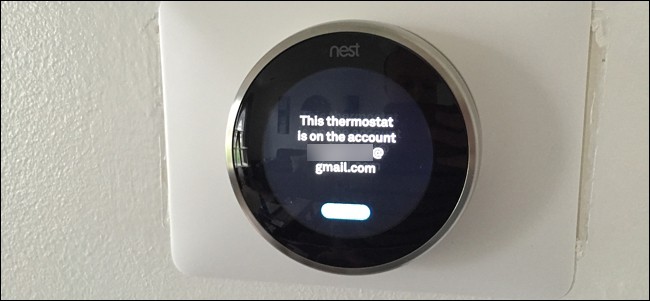 nest
This thermostat
is on the account
@
gmail.com